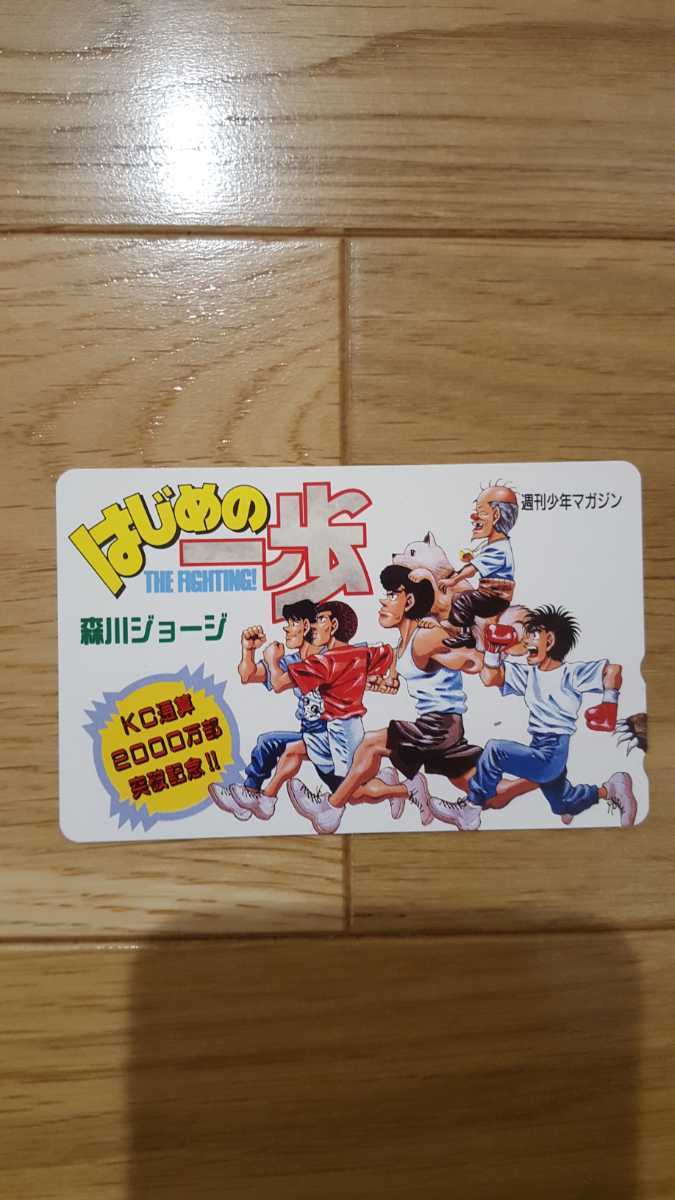 はじめの
一歩
THE FIGHTING!
森川ジョージ
週刊少年マガジン
KC通算
2000万部
突破記念!!